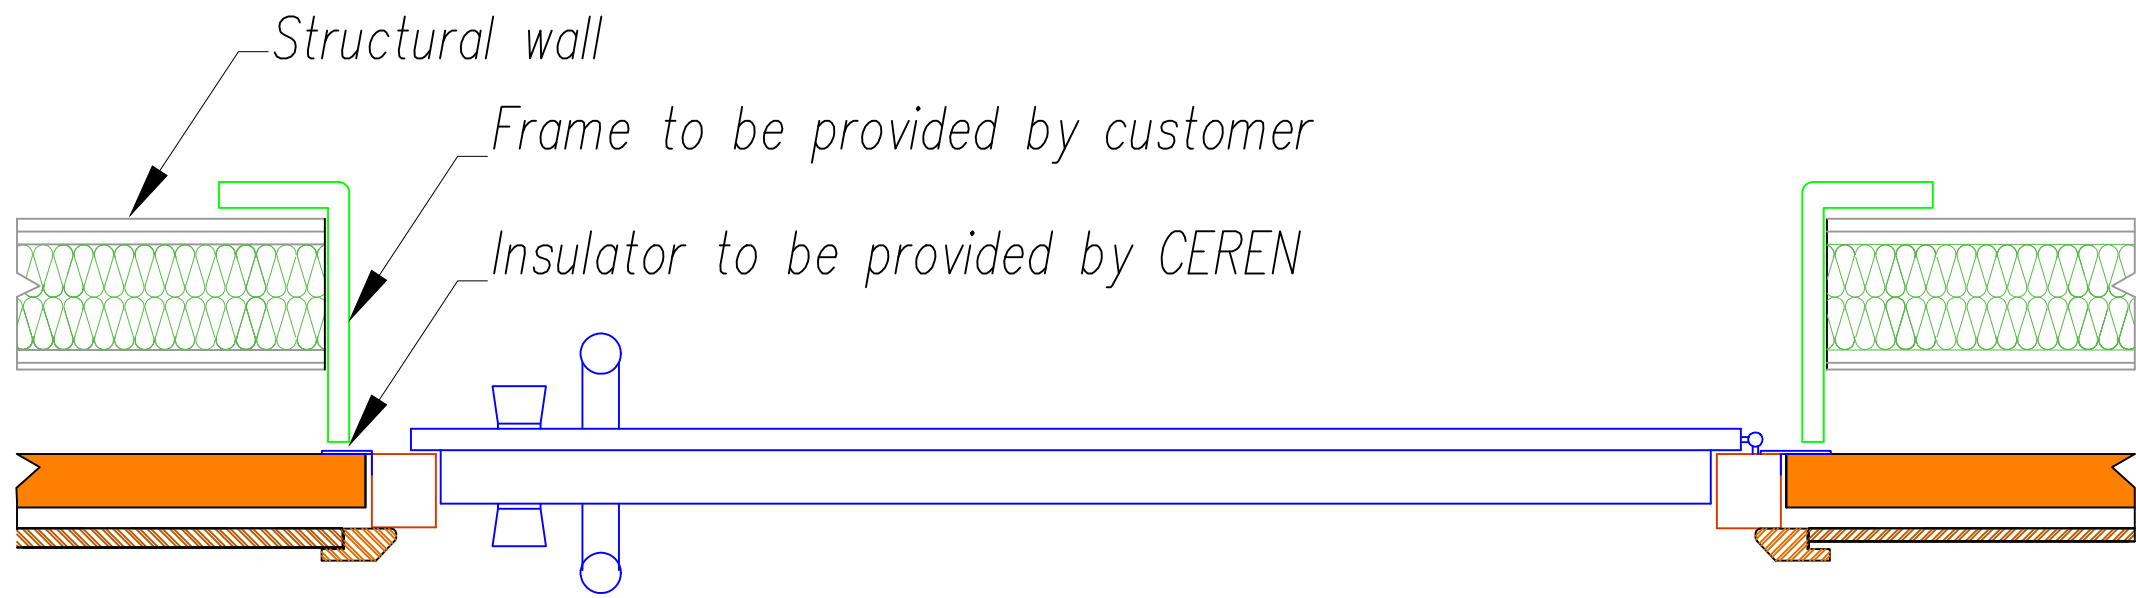 Structural wall
Frame to be provided by customer
Insulator to be provided by CEREN